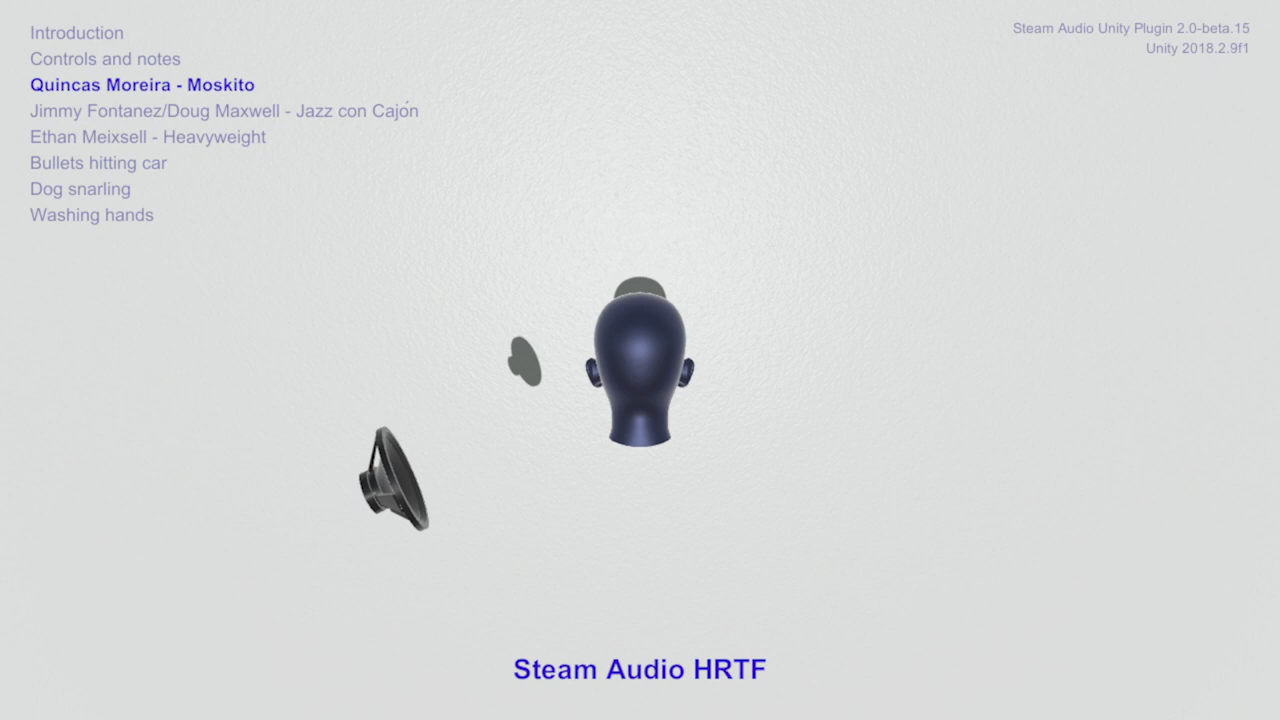 Introduction
Controls and notes
Quincas Moreira - Moskito
Jimmy Fontanez/Doug Maxwell - Jazz con Cajón
Ethan Meixsell - Heavyweight
Bullets hitting car
Dog snarling
Washing hands
Steam Audio Unity Plugin 2.0-beta.15
Unity 2018.2.9f1
Steam Audio HRTF